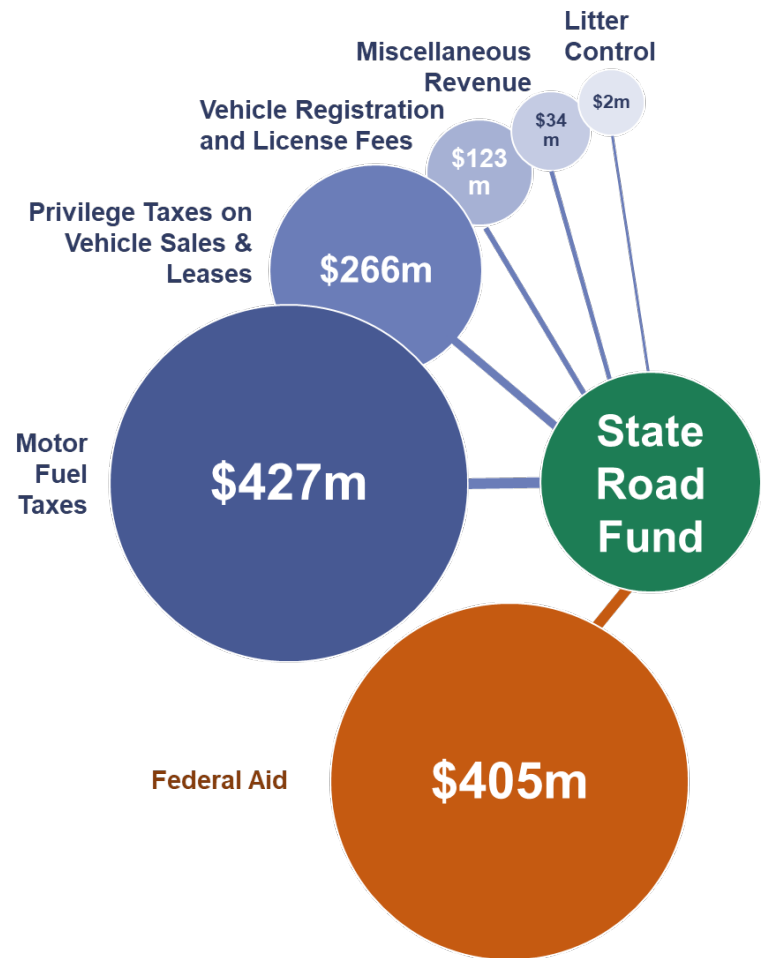 Litter
Control
$2m
Miscellaneous
Revenue
$34
m
Vehicle Registration
and License Fees
$123
m
Privilege Taxes on
Vehicle Sales &
Leases
$266m
Motor
Fuel
Taxes
$427m
State
Road
Fund
Federal Aid
$405m